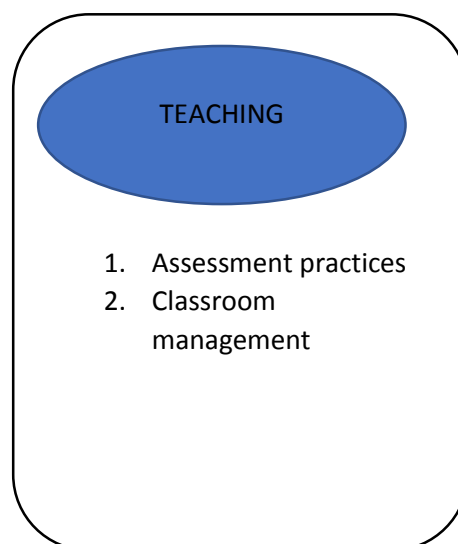 TEACHING
1. Assessment practices
2. Classroom
management